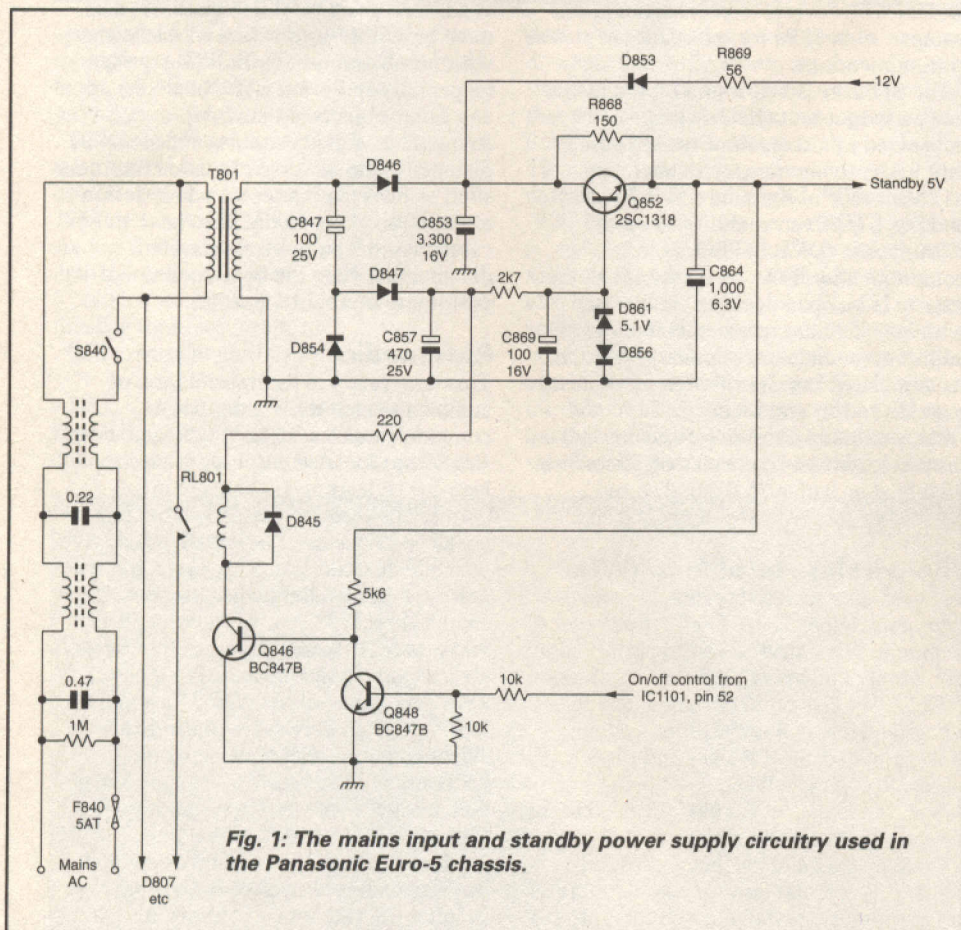 D853
R869
56
12V
R868
150
T801
D846
Standby 5V
C847
100
25V
C853
3,300
16V
Q852
2SC1318
C864
1,000
6.3V
D847
2k7
D861
5.1V
S840
D854
C857
470
25V
C869
100
16V
D856
220
0.22
RL801
D845
5k6
Q846
BC847B
On/off control from
IC1101, pin 52
10k
0.47
Q848
BC847B
10k
1M
F840
5AT
Mains
AC
D807
etc
Fig. 1: The mains input and standby power supply circuitry used in
the Panasonic Euro-5 chassis.